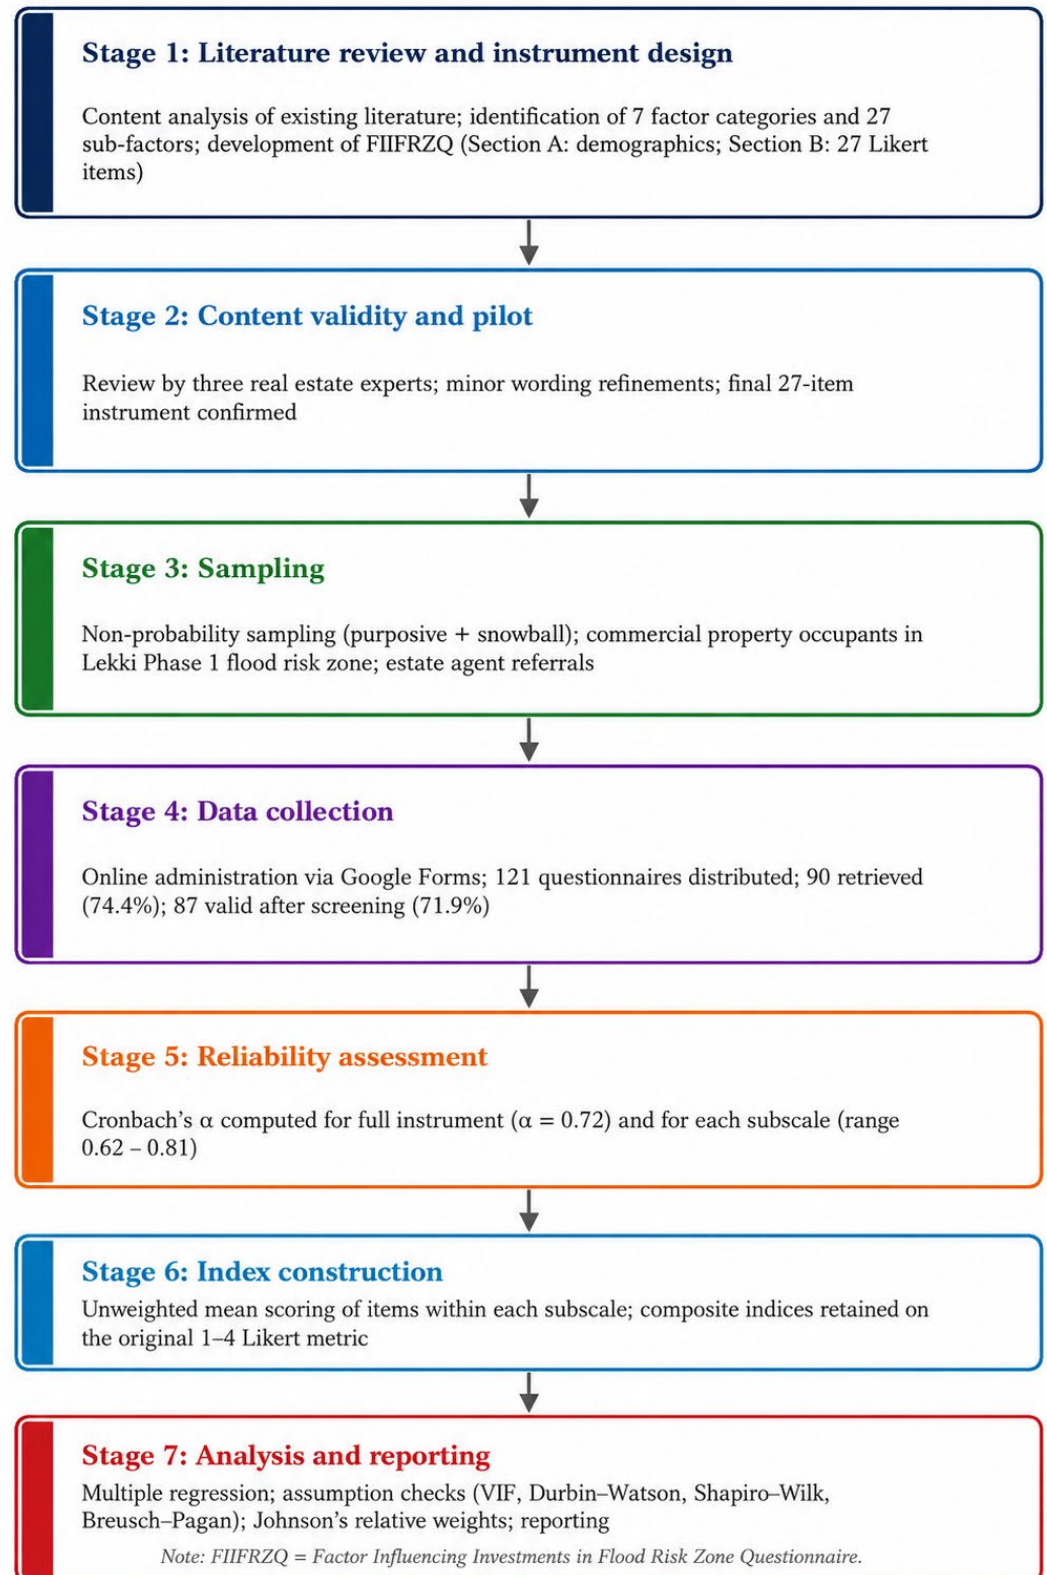 Stage 1: Literature review and instrument design
Content analysis of existing literature; identification of 7 factor categories and 27
sub-factors; development of FIIFRZQ (Section A: demographics; Section B: 27 Likert
items)
Stage 2: Content validity and pilot
Review by three real estate experts; minor wording refinements; final 27-item
instrument confirmed
Stage 3: Sampling
Non-probability sampling (purposive + snowball); commercial property occupants in
Lekki Phase 1 flood risk zone; estate agent referrals
Stage 4: Data collection
Online administration via Google Forms; 121 questionnaires distributed; 90 retrieved
(74.4%); 87 valid after screening (71.9%)
Stage 5: Reliability assessment
Cronbach’s α computed for full instrument (α = 0.72) and for each subscale (range
0.62 – 0.81)
Stage 6: Index construction
Unweighted mean scoring of items within each subscale; composite indices retained on
the original 1–4 Likert metric
Stage 7: Analysis and reporting
Multiple regression; assumption checks (VIF, Durbin–Watson, Shapiro–Wilk,
Breusch–Pagan); Johnson’s relative weights; reporting
Note: FIIFRZQ = Factor Influencing Investments in Flood Risk Zone Questionnaire.